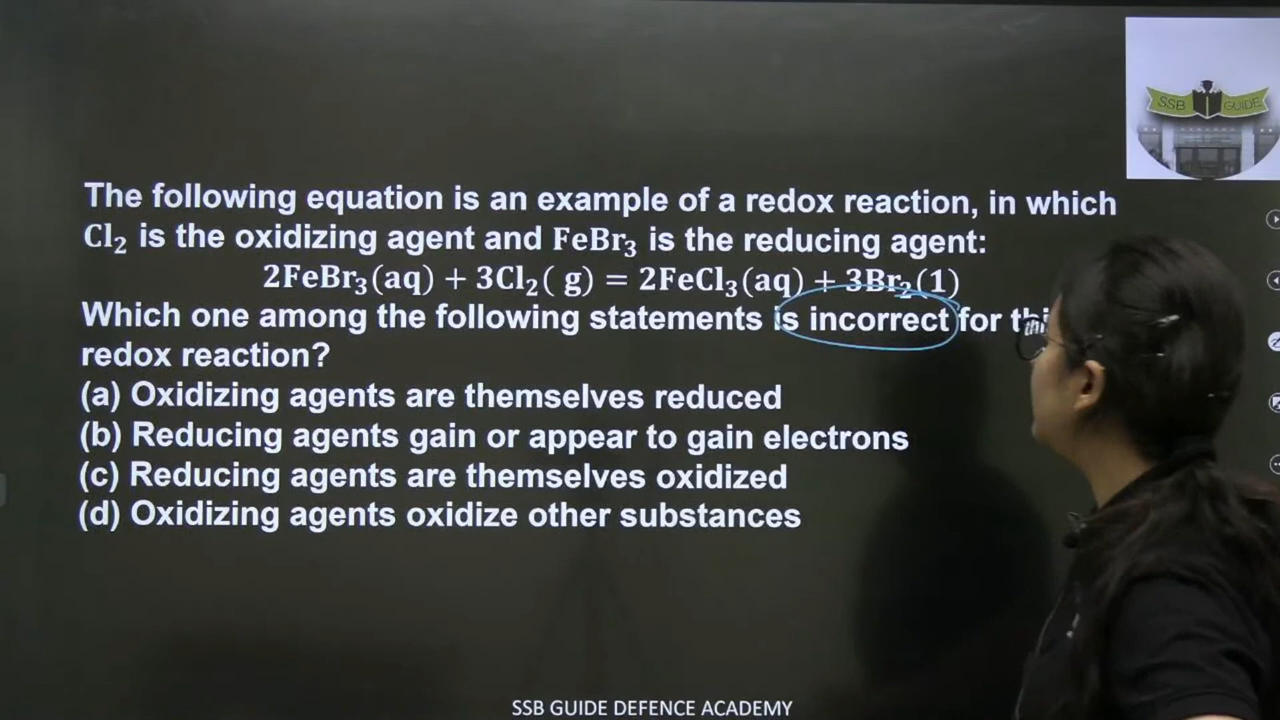 SSB GUIDE
The following equation is an example of a redox reaction, in which
Cl₂ is the oxidizing agent and FeBr₃ is the reducing agent:
2FeBr₃(aq) + 3Cl₂( g) = 2FeCl₃(aq) + 3Br₂(1)
Which one among the following statements is incorrect for thi
redox reaction?
(a) Oxidizing agents are themselves reduced
(b) Reducing agents gain or appear to gain electrons
(c) Reducing agents are themselves oxidized
(d) Oxidizing agents oxidize other substances
SSB GUIDE DEFENCE ACADEMY